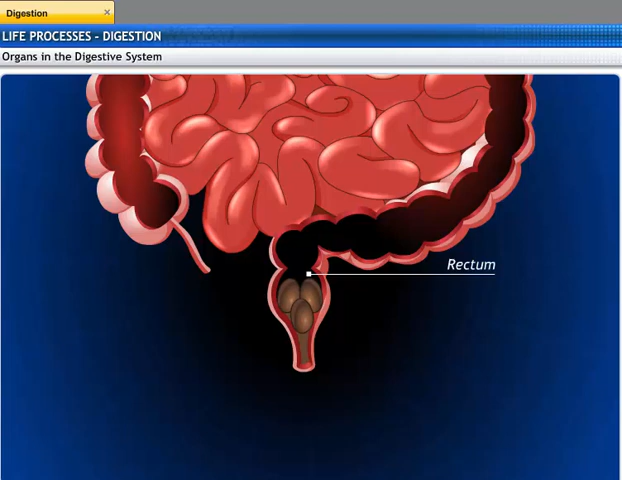 Digestion
LIFE PROCESSES - DIGESTION
Organs in the Digestive System
Rectum